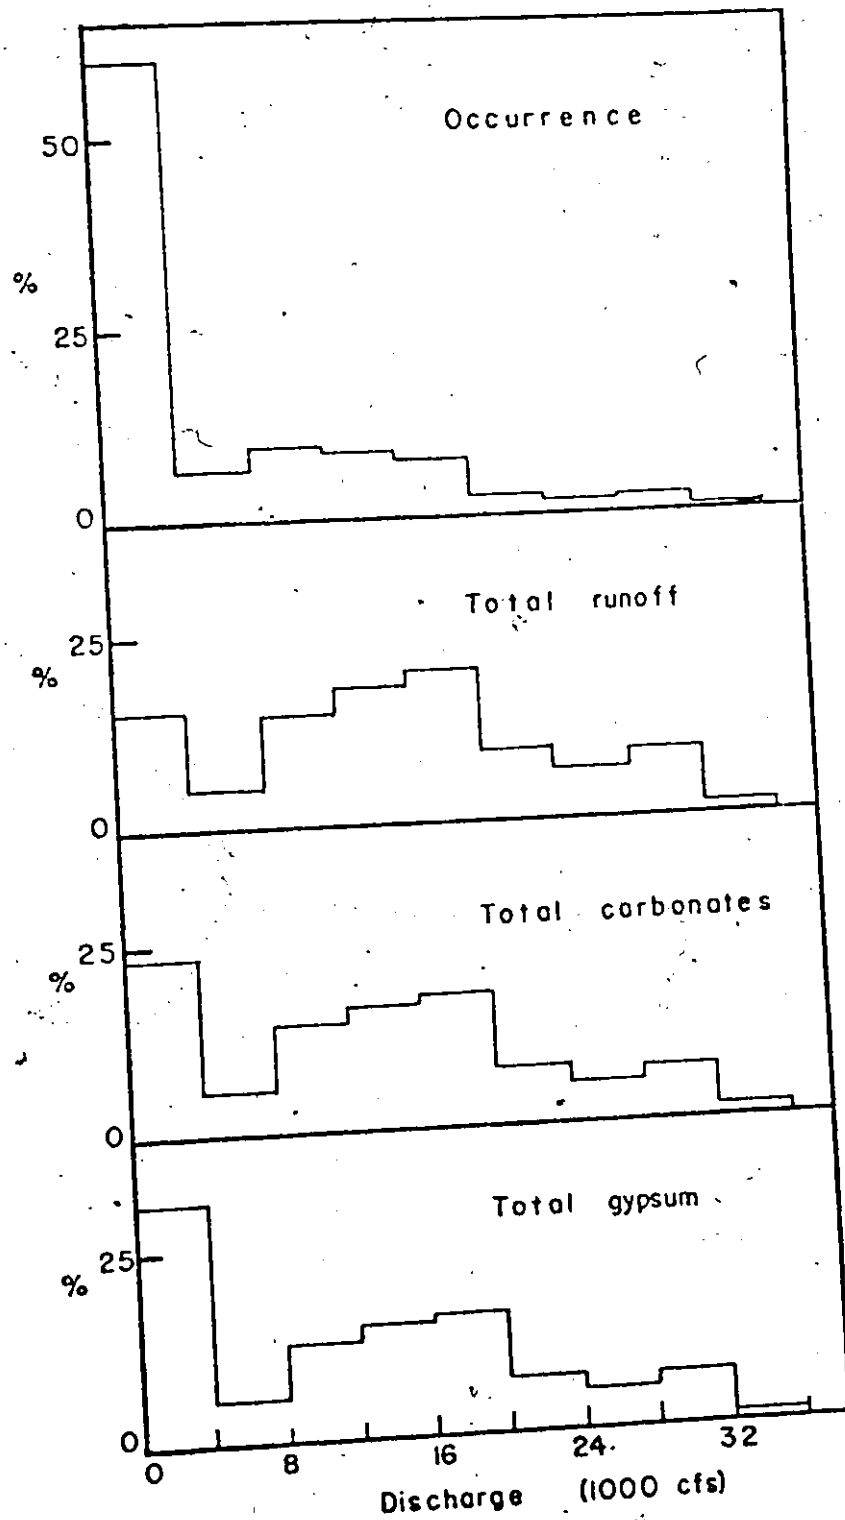 Occurrence
50
%
25
0
Total runoff
25
%
0
Total carbonates
25
%
0
Total gypsum
25
%
0
0 8 16 24. 32
Discharge (1000 cfs)